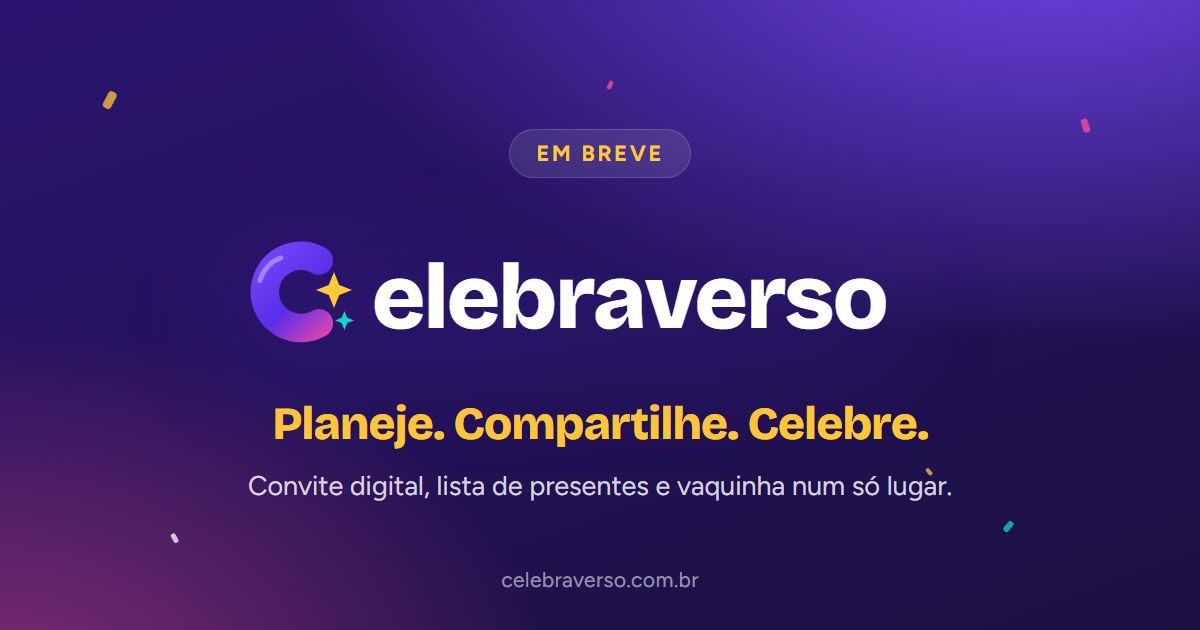 EM BREVE
Celebraverso
Planeje. Compartilhe. Celebre.
Convite digital, lista de presentes e vaquinha num só lugar.
celebraverso.com.br